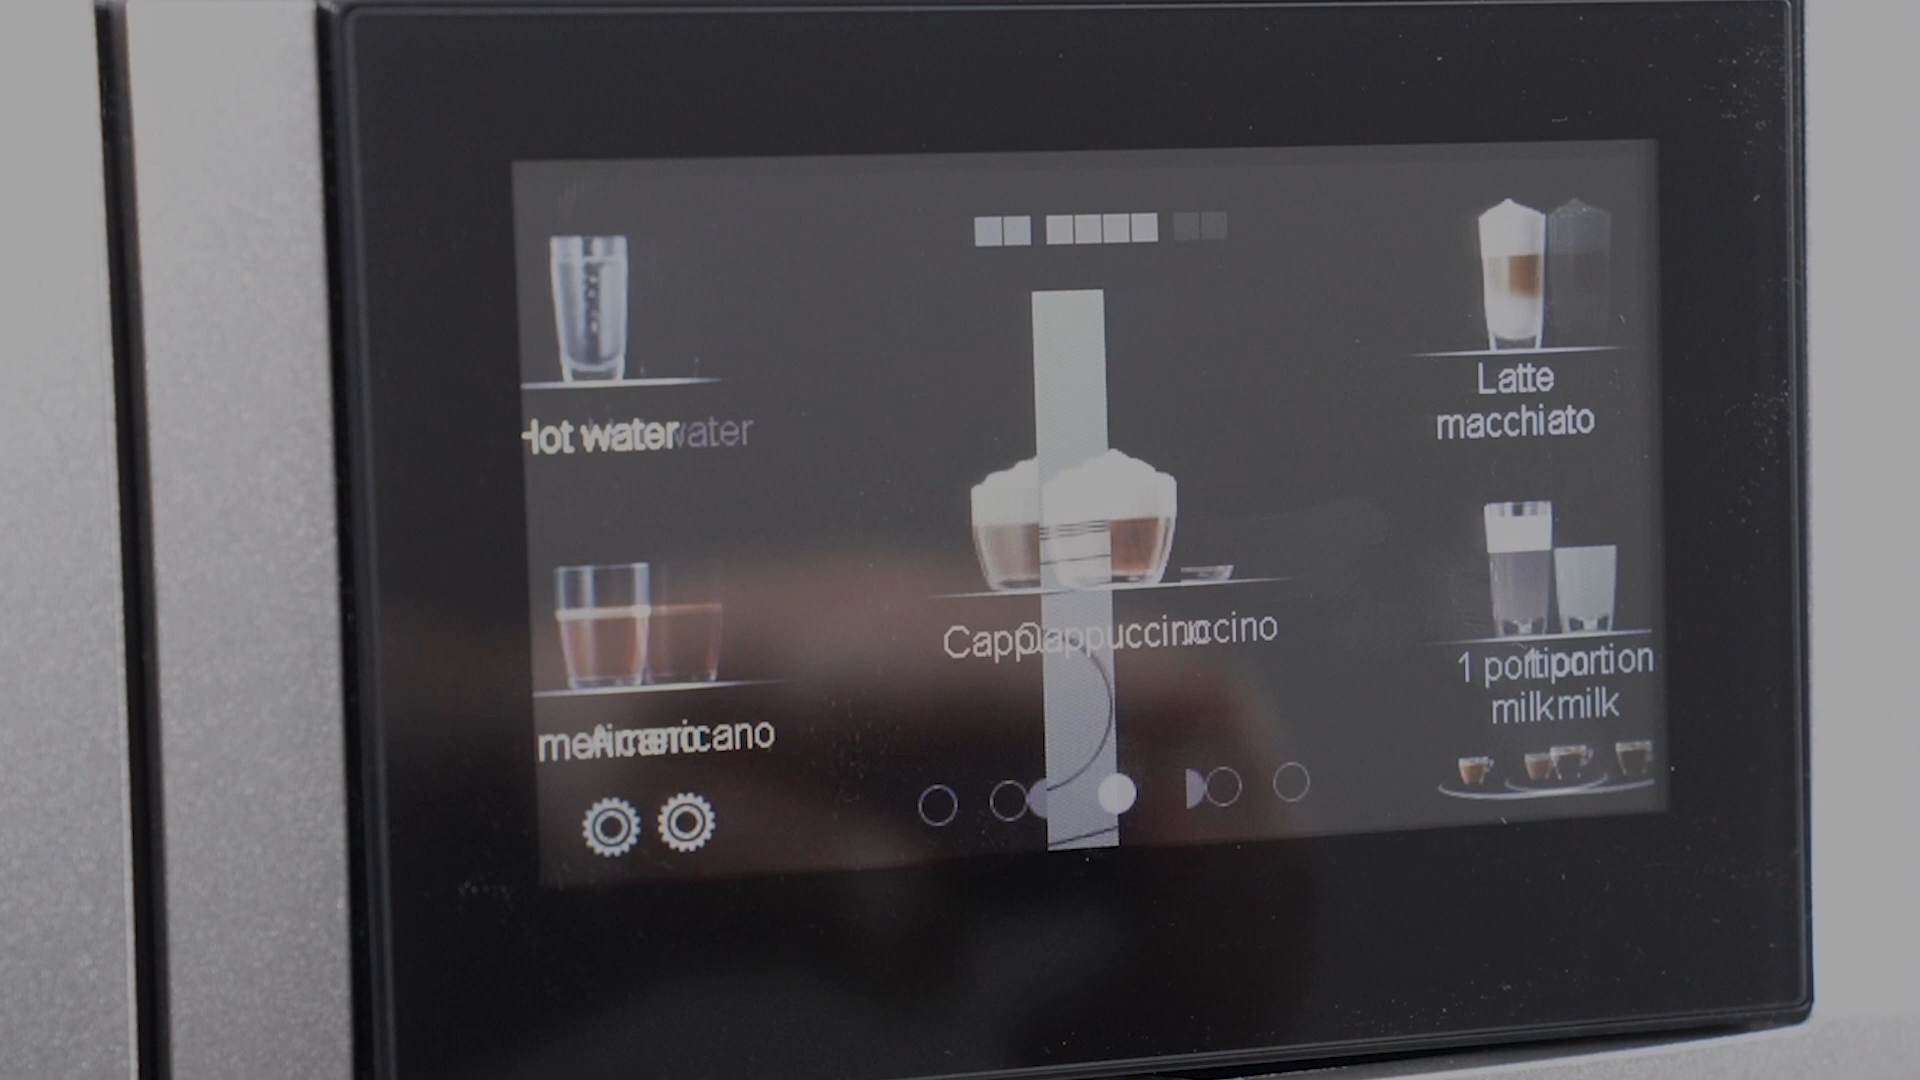 Hot water
Latte
macchiato
Cappuccino
1 portion
milk
Americano